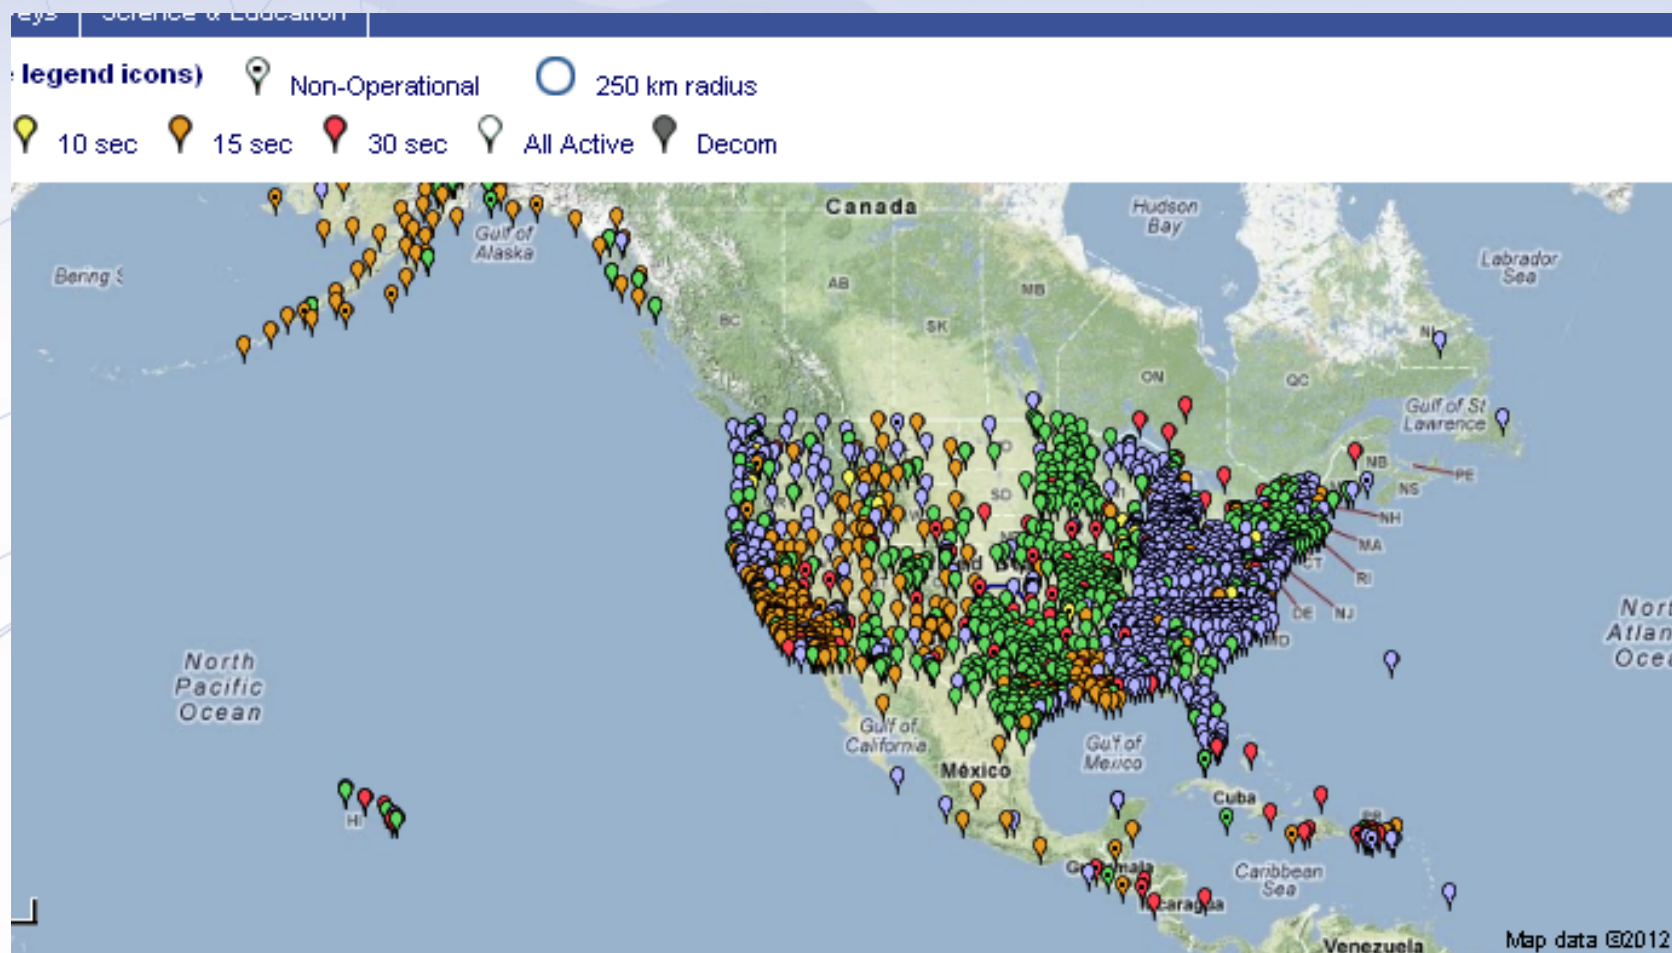 Science & Education
legend icons) Non-Operational 250 km radius
10 sec 15 sec 30 sec All Active Decom
Canada
Hudson
Bay
Gulf of
Alaska
Labrador
Sea
Bering
AB
MB
BC
SK
ON
QC
Gulf of St
Lawrence
NB
PE
NS
SD
NH
MA
CT
RI
DE
NJ
MD
North
Pacific
Ocean
Gulf of
California
Gulf of
Mexico
México
Cuba
HI
PR
Caribbean
Sea
Venezuela
Map data ©2012